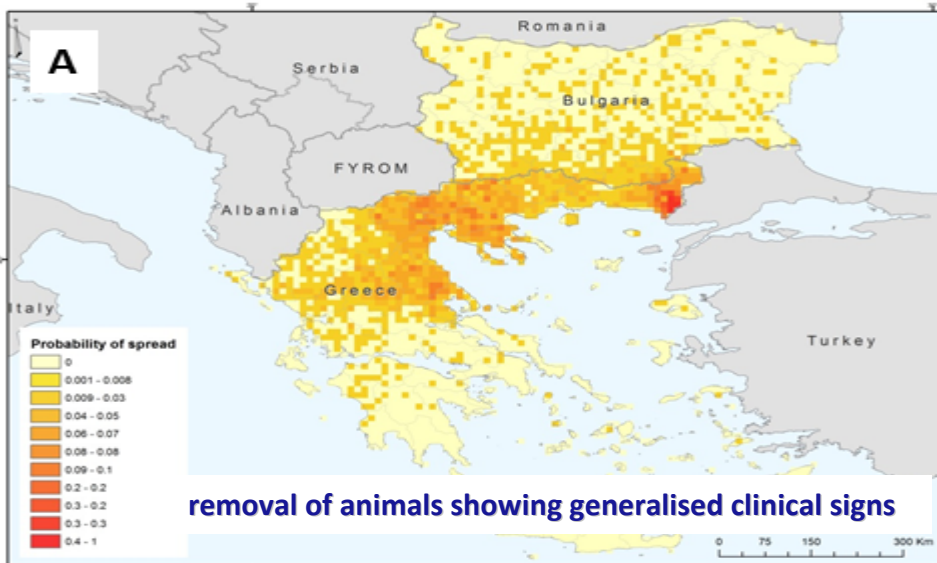 A
Romania
Serbia
Bulgaria
FYROM
Albania
Greece
Italy
Turkey
Probability of spread
0
0.001 - 0.008
0.009 - 0.03
0.04 - 0.05
0.06 - 0.07
0.08 - 0.08
0.09 - 0.1
0.2 - 0.2
0.3 - 0.2
0.3 - 0.3
0.4 - 1
removal of animals showing generalised clinical signs
0 75 150 300 Km